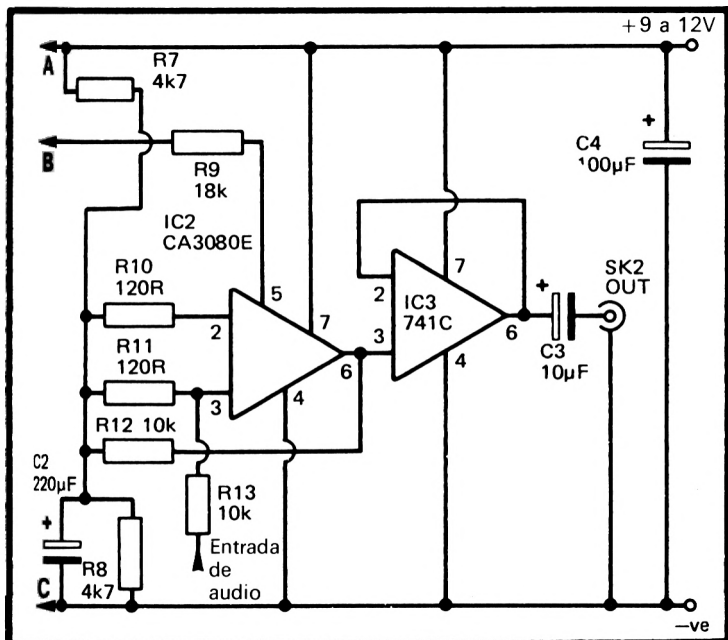 +9 a 12V
A
R7
4k7
B
R9
18k
C4
100µF
+
IC2
CA3080E
R10
120R
5
2
7
R11
120R
6
3
4
R12 10k
7
2
IC3
741C
3
6
4
+
C3
10µF
SK2
OUT
C2
220µF
+
R13
10k
Entrada
de
audio
R8
4k7
C
—ve